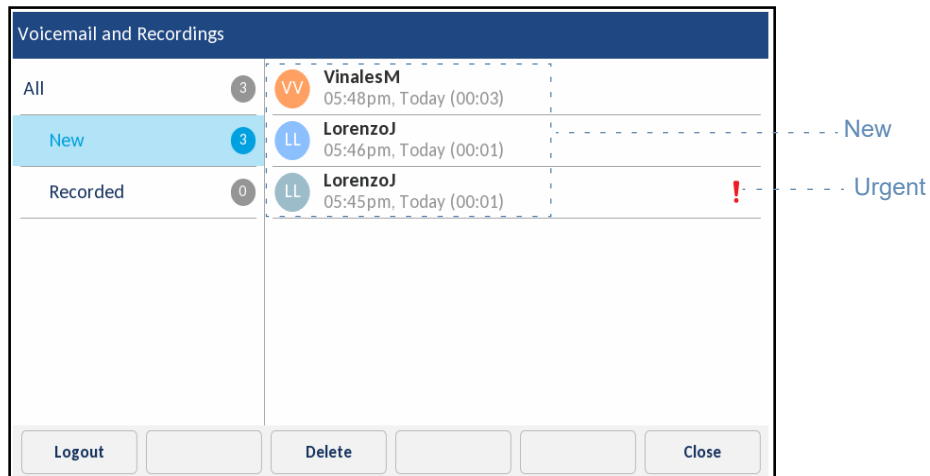 Voicemail and Recordings
All 3
New 3
Recorded 0
VV VinalesM
05:48pm, Today (00:03)
LL LorenzoJ
05:46pm, Today (00:01)
LL LorenzoJ
05:45pm, Today (00:01) !
New
Urgent
Logout Delete Close